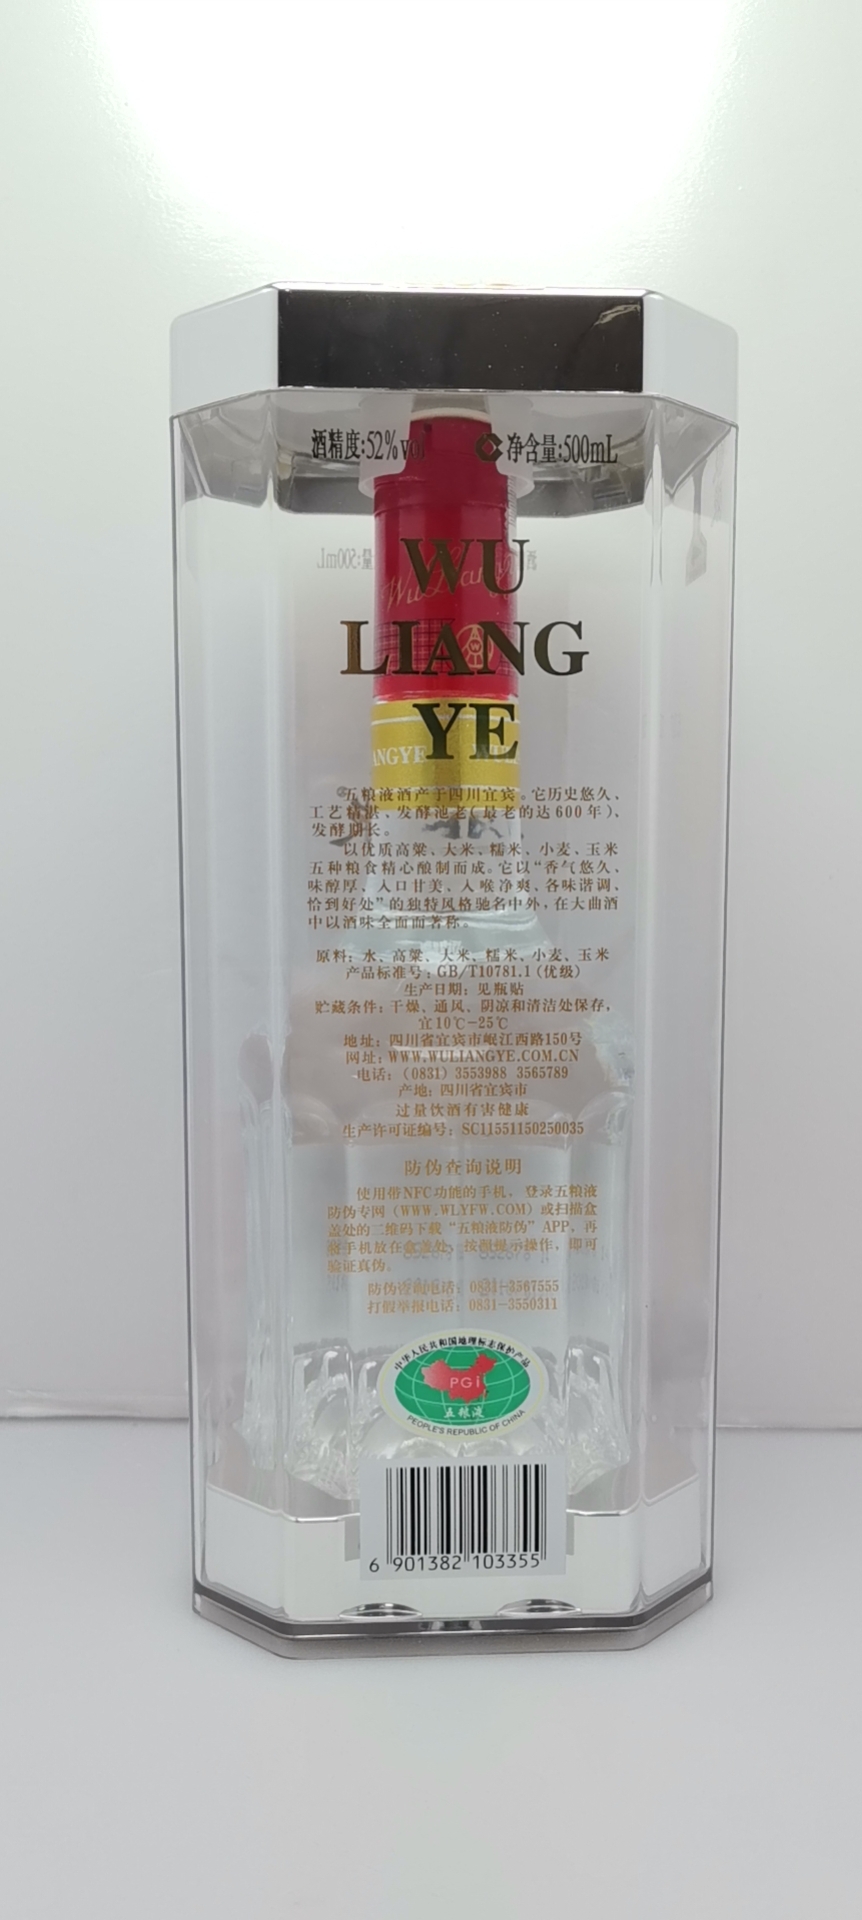 酒精度:52%vol
净含量:500mL
WU
LIANG
YE
ANGYE
五粮液酒产于四川宜宾。它历史悠久、
工艺精湛、发酵池老(最老的达600年)、
发酵期长。
以优质高粱、大米、糯米、小麦、玉米
五种粮食精心酿制而成。它以“香气悠久、
味醇厚、入口甘美、入喉净爽、各味谐调、
恰到好处”的独特风格驰名中外,在大曲酒
中以酒味全面而著称。
原料: 水、高粱、大米、糯米、小麦、玉米
产品标准号: GB/T10781.1 (优级)
生产日期: 见瓶贴
贮藏条件: 干燥、通风、阴凉和清洁处保存,
宜10℃-25℃
地址: 四川省宜宾市岷江西路150号
网址: WWW.WULIANGYE.COM.CN
电话: (0831) 3553988 3565789
产地: 四川省宜宾市
过量饮酒有害健康
生产许可证编号: SC11551150250035
防伪查询说明
使用带NFC功能的手机, 登录五粮液
防伪专网 (WWW.WLYFW.COM) 或扫描盒
盖处的二维码下载“五粮液防伪”APP, 再
将手机放在盒盖处, 按照提示操作, 即可
验证真伪。
防伪查询电话: 0831-3567555
打假举报电话: 0831-3550311
中华人民共和国地理标志保护产品
PGI
五粮液
PEOPLE'S REPUBLIC OF CHINA
6 901382 103355